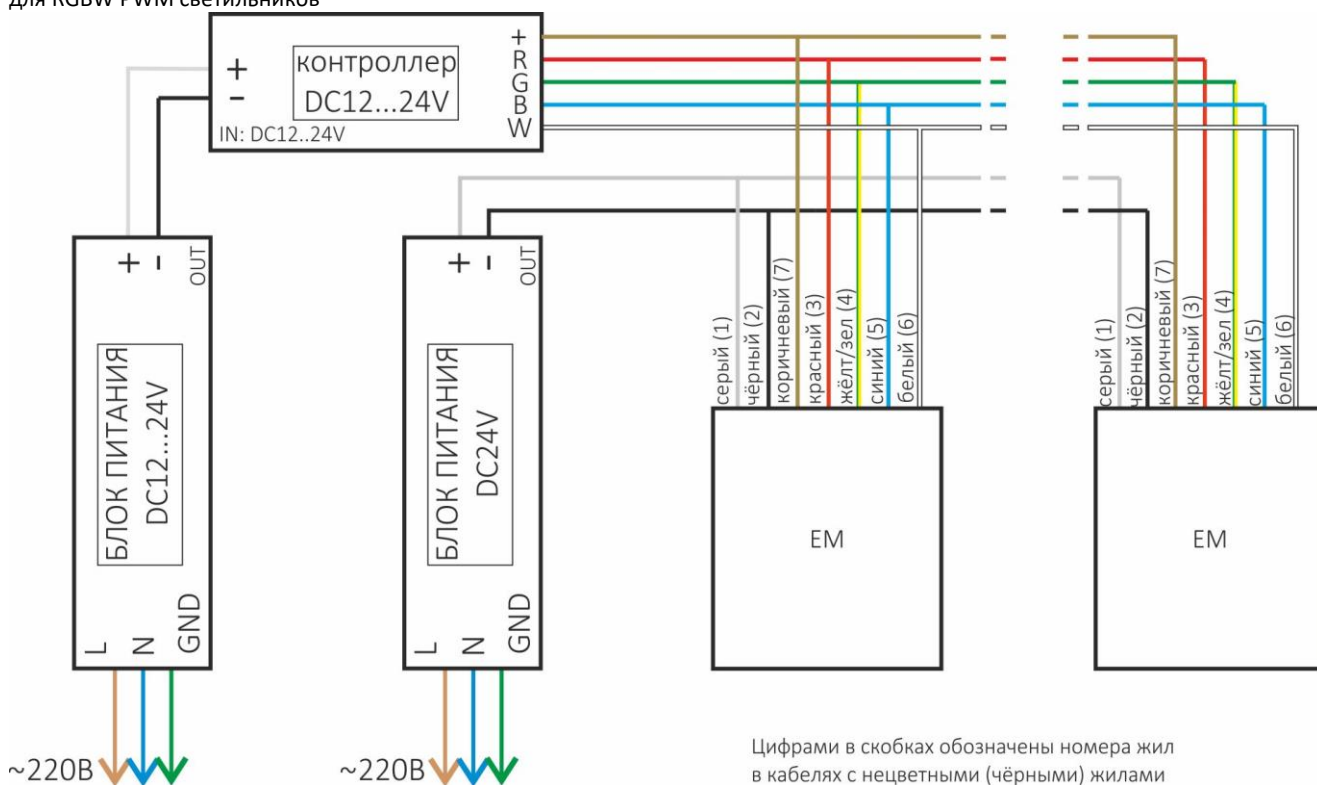 для RGBW PWM светильников
контроллер
DC12...24V
+
-
IN: DC12..24V
+
R
G
B
W
+
-
OUT
БЛОК ПИТАНИЯ
DC12...24V
L
N
GND
~220В
+
-
OUT
БЛОК ПИТАНИЯ
DC24V
L
N
GND
~220В
серый (1)
чёрный (2)
коричневый (7)
красный (3)
жёлт/зел (4)
синий (5)
белый (6)
EM
серый (1)
чёрный (2)
коричневый (7)
красный (3)
жёлт/зел (4)
синий (5)
белый (6)
EM
Цифрами в скобках обозначены номера жил
в кабелях с нецветными (чёрными) жилами